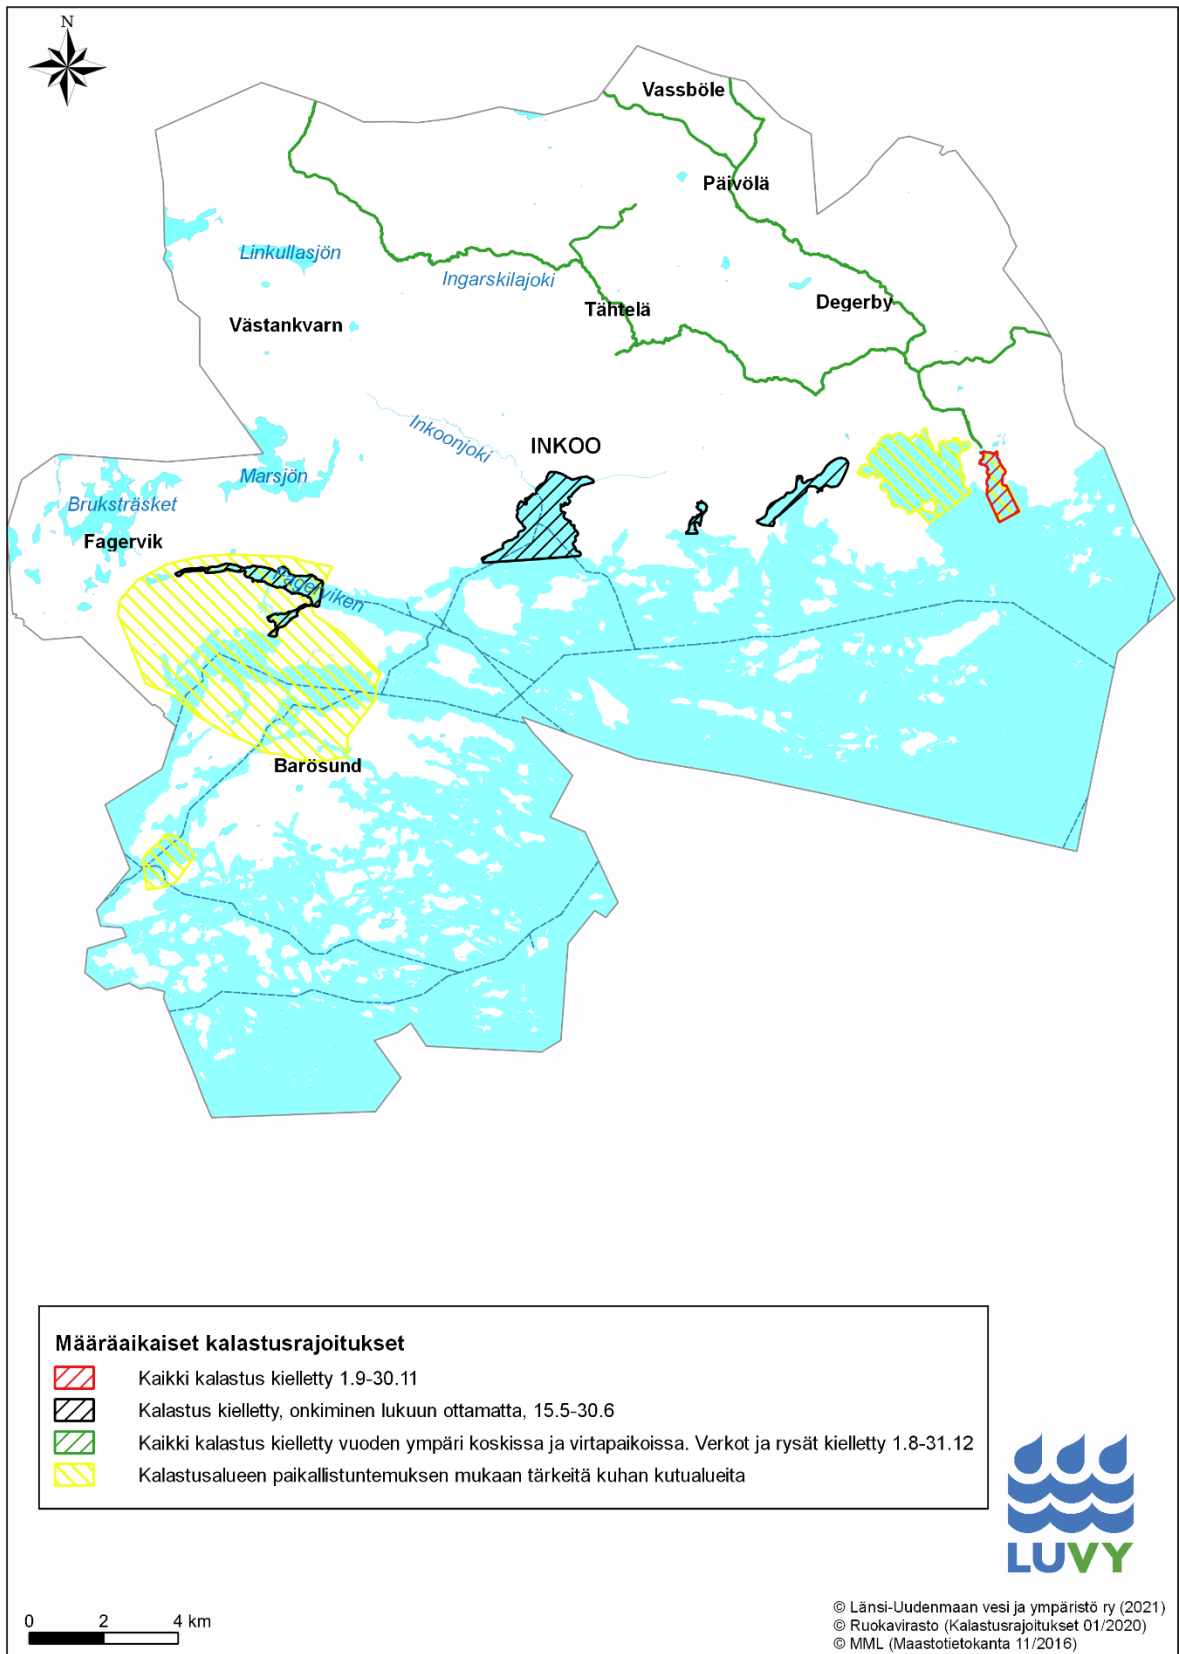 N
Vassböle
Päivölä
Linkullasjön
Ingarskilajoki
Degerby
Tähtelä
Västankvarn
Inkoonjoki
INKOO
Marsjön
Bruksträsket
Fagervik
Fagerviken
Barösund
Määräaikaiset kalastusrajoitukset
Kaikki kalastus kielletty 1.9-30.11
Kalastus kielletty, onkiminen lukuun ottamatta, 15.5-30.6
Kaikki kalastus kielletty vuoden ympäri koskissa ja virtapaikoissa. Verkot ja rysät kielletty 1.8-31.12
Kalastusalueen paikallistuntemuksen mukaan tärkeitä kuhan kutualueita
LUVY
0 2 4 km
© Länsi-Uudenmaan vesi ja ympäristö ry (2021)
© Ruokavirasto (Kalastusrajoitukset 01/2020)
© MML (Maastotietokanta 11/2016)